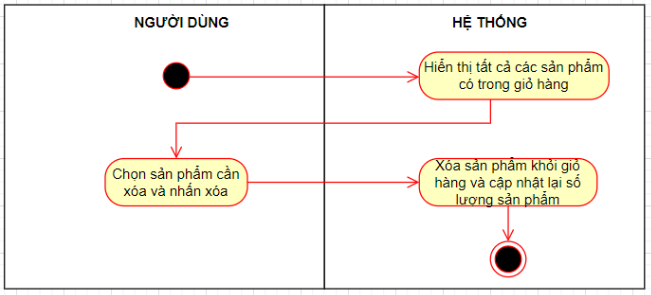 NGƯỜI DÙNG
HỆ THỐNG
Hiển thị tất cả các sản phẩm
có trong giỏ hàng
Chọn sản phẩm cần
xóa và nhấn xóa
Xóa sản phẩm khỏi giỏ
hàng và cập nhật lại số
lương sản phẩm